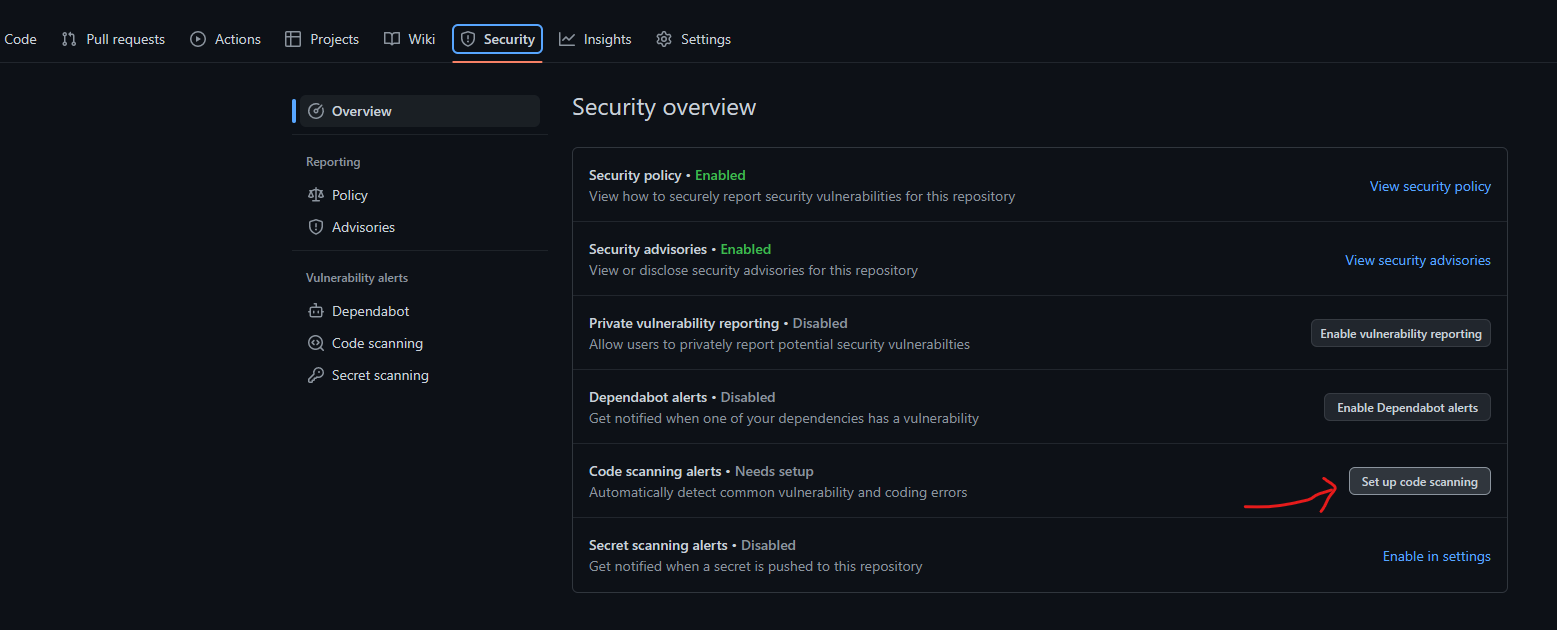 Code Pull requests Actions Projects Wiki Security Insights Settings
Overview
Reporting
Policy
Advisories
Vulnerability alerts
Dependabot
Code scanning
Secret scanning
Security overview
Security policy • Enabled
View how to securely report security vulnerabilities for this repository
View security policy
Security advisories • Enabled
View or disclose security advisories for this repository
View security advisories
Private vulnerability reporting • Disabled
Allow users to privately report potential security vulnerabilties
Enable vulnerability reporting
Dependabot alerts • Disabled
Get notified when one of your dependencies has a vulnerability
Enable Dependabot alerts
Code scanning alerts • Needs setup
Automatically detect common vulnerability and coding errors
Set up code scanning
Secret scanning alerts • Disabled
Get notified when a secret is pushed to this repository
Enable in settings